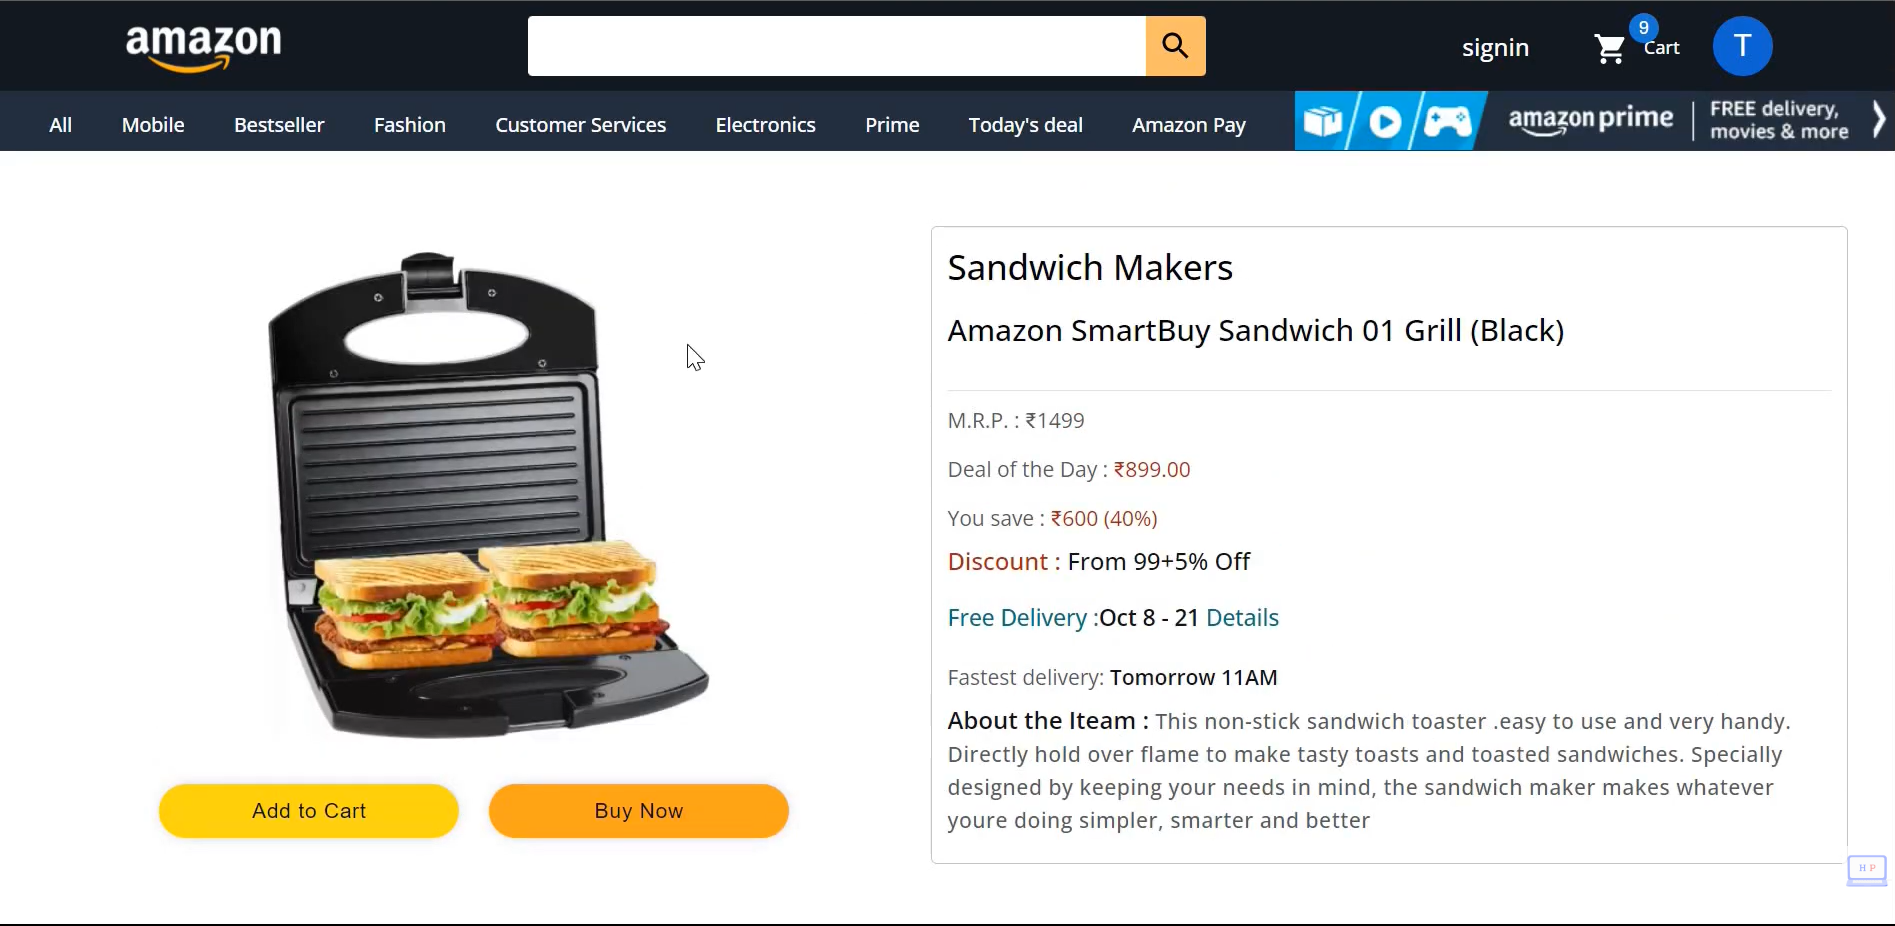 amazon
signin
9
Cart
T
All Mobile Bestseller Fashion Customer Services Electronics Prime Today's deal Amazon Pay
amazon prime
FREE delivery,
movies & more
Sandwich Makers
Amazon SmartBuy Sandwich 01 Grill (Black)
M.R.P. : ₹1499
Deal of the Day : ₹899.00
You save : ₹600 (40%)
Discount : From 99+5% Off
Free Delivery :Oct 8 - 21 Details
Fastest delivery: Tomorrow 11AM
About the Iteam : This non-stick sandwich toaster .easy to use and very handy.
Directly hold over flame to make tasty toasts and toasted sandwiches. Specially
designed by keeping your needs in mind, the sandwich maker makes whatever
youre doing simpler, smarter and better
Add to Cart
Buy Now
H P